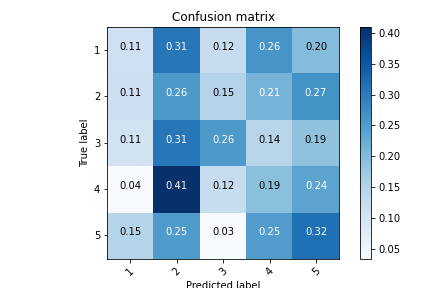 Confusion matrix
True label
1 0.11 0.31 0.12 0.26 0.20
2 0.11 0.26 0.15 0.21 0.27
3 0.11 0.31 0.26 0.14 0.19
4 0.04 0.41 0.12 0.19 0.24
5 0.15 0.25 0.03 0.25 0.32
1 2 3 4 5
Predicted label
0.40
0.35
0.30
0.25
0.20
0.15
0.10
0.05